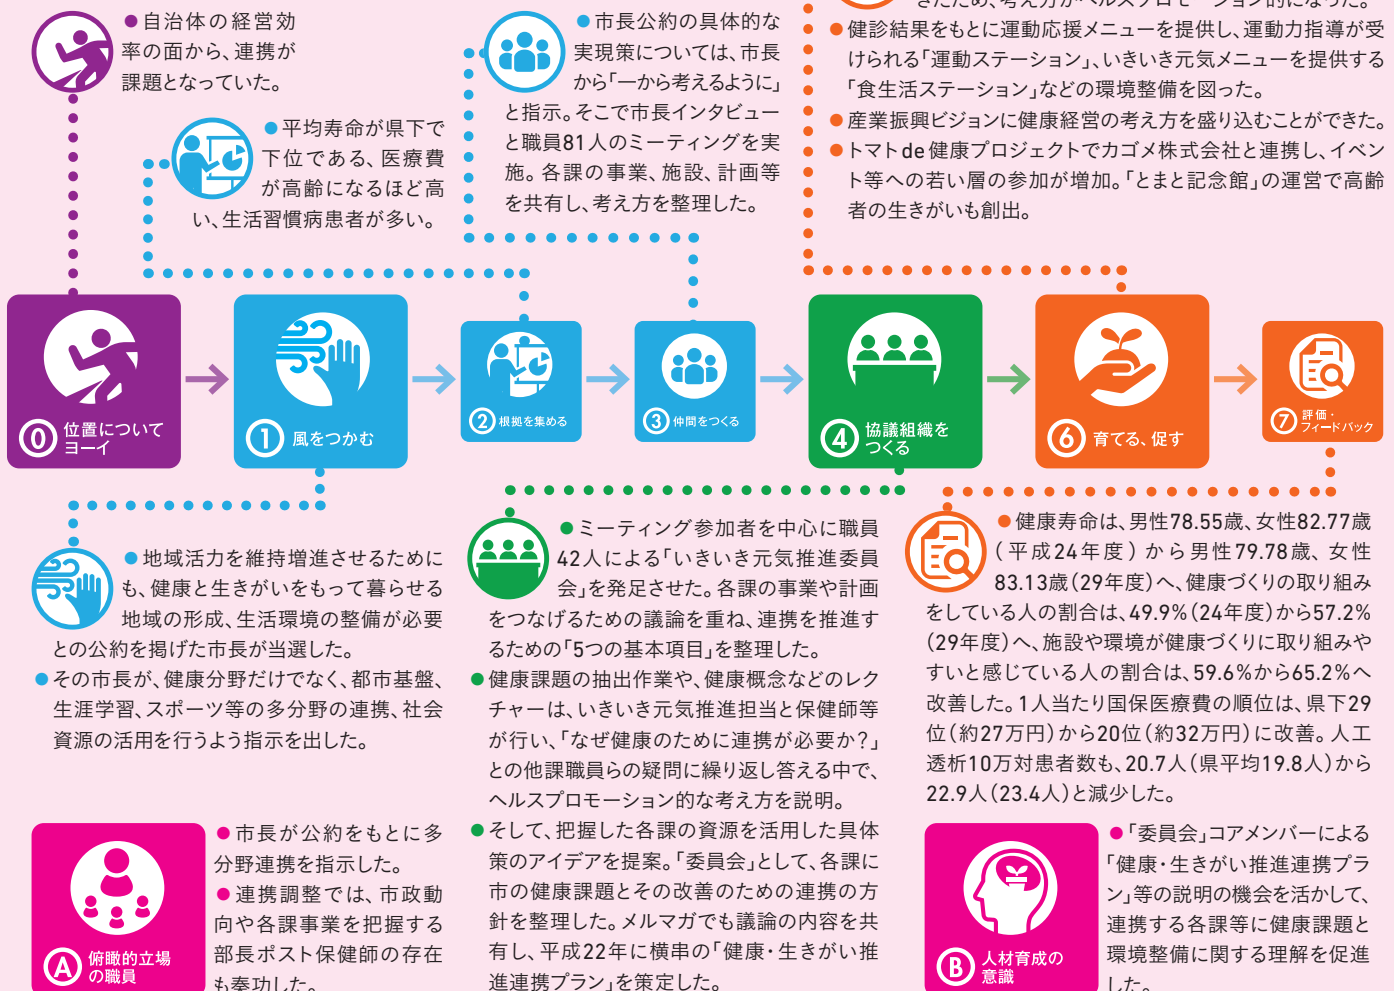 ●自治体の経営効
率の面から、連携が
課題となっていた。
●平均寿命が県下で
下位である、医療費
が高齢になるほど高
い、生活習慣病患者が多い。
●市長公約の具体的な
実現策については、市長
から「一から考えるように」
と指示。そこで市長インタビュー
と職員81人のミーティングを実
施。各課の事業、施設、計画等
を共有し、考え方を整理した。
きたため、考え方がヘルスプロモーション的になった。
●健診結果をもとに運動応援メニューを提供し、運動力指導が受
けられる「運動ステーション」、いきいき元気メニューを提供する
「食生活ステーション」などの環境整備を図った。
●産業振興ビジョンに健康経営の考え方を盛り込むことができた。
●トマトde健康プロジェクトでカゴメ株式会社と連携し、イベン
ト等への若い層の参加が増加。「とまと記念館」の運営で高齢
者の生きがいも創出。
0 位置について
ヨーイ
1 風をつかむ
2 根拠を集める
3 仲間をつくる
4 協議組織を
つくる
6 育てる、促す
7 評価・
フィードバック
●地域活力を維持増進させるために
も、健康と生きがいをもって暮らせる
地域の形成、生活環境の整備が必要
との公約を掲げた市長が当選した。
●その市長が、健康分野だけでなく、都市基盤、
生涯学習、スポーツ等の多分野の連携、社会
資源の活用を行うよう指示を出した。
●ミーティング参加者を中心に職員
42人による「いきいき元気推進委員
会」を発足させた。各課の事業や計画
をつなげるための議論を重ね、連携を推進す
るための「5つの基本項目」を整理した。
●健康課題の抽出作業や、健康概念などのレク
チャーは、いきいき元気推進担当と保健師等
が行い、「なぜ健康のために連携が必要か?」
との他課職員らの疑問に繰り返し答える中で、
ヘルスプロモーション的な考え方を説明。
●そして、把握した各課の資源を活用した具体
策のアイデアを提案。「委員会」として、各課に
市の健康課題とその改善のための連携の方
針を整理した。メルマガでも議論の内容を共
有し、平成22年に横串の「健康・生きがい推
進連携プラン」を策定した。
●健康寿命は、男性78.55歳、女性82.77歳
(平成24年度)から男性79.78歳、女性
83.13歳(29年度)へ、健康づくりの取り組み
をしている人の割合は、49.9%(24年度)から57.2%
(29年度)へ、施設や環境が健康づくりに取り組みや
すいと感じている人の割合は、59.6%から65.2%へ
改善した。1人当たり国保医療費の順位は、県下29
位(約27万円)から20位(約32万円)に改善。人工
透析10万対患者数も、20.7人(県平均19.8人)から
22.9人(23.4人)と減少した。
A 俯瞰的立場
の職員
●市長が公約をもとに多
分野連携を指示した。
●連携調整では、市政動
向や各課事業を把握する
部長ポスト保健師の存在
も奏功した。
B 人材育成の
意識
●「委員会」コアメンバーによる
「健康・生きがい推進連携プラ
ン」等の説明の機会を活かして、
連携する各課等に健康課題と
環境整備に関する理解を促進
した。